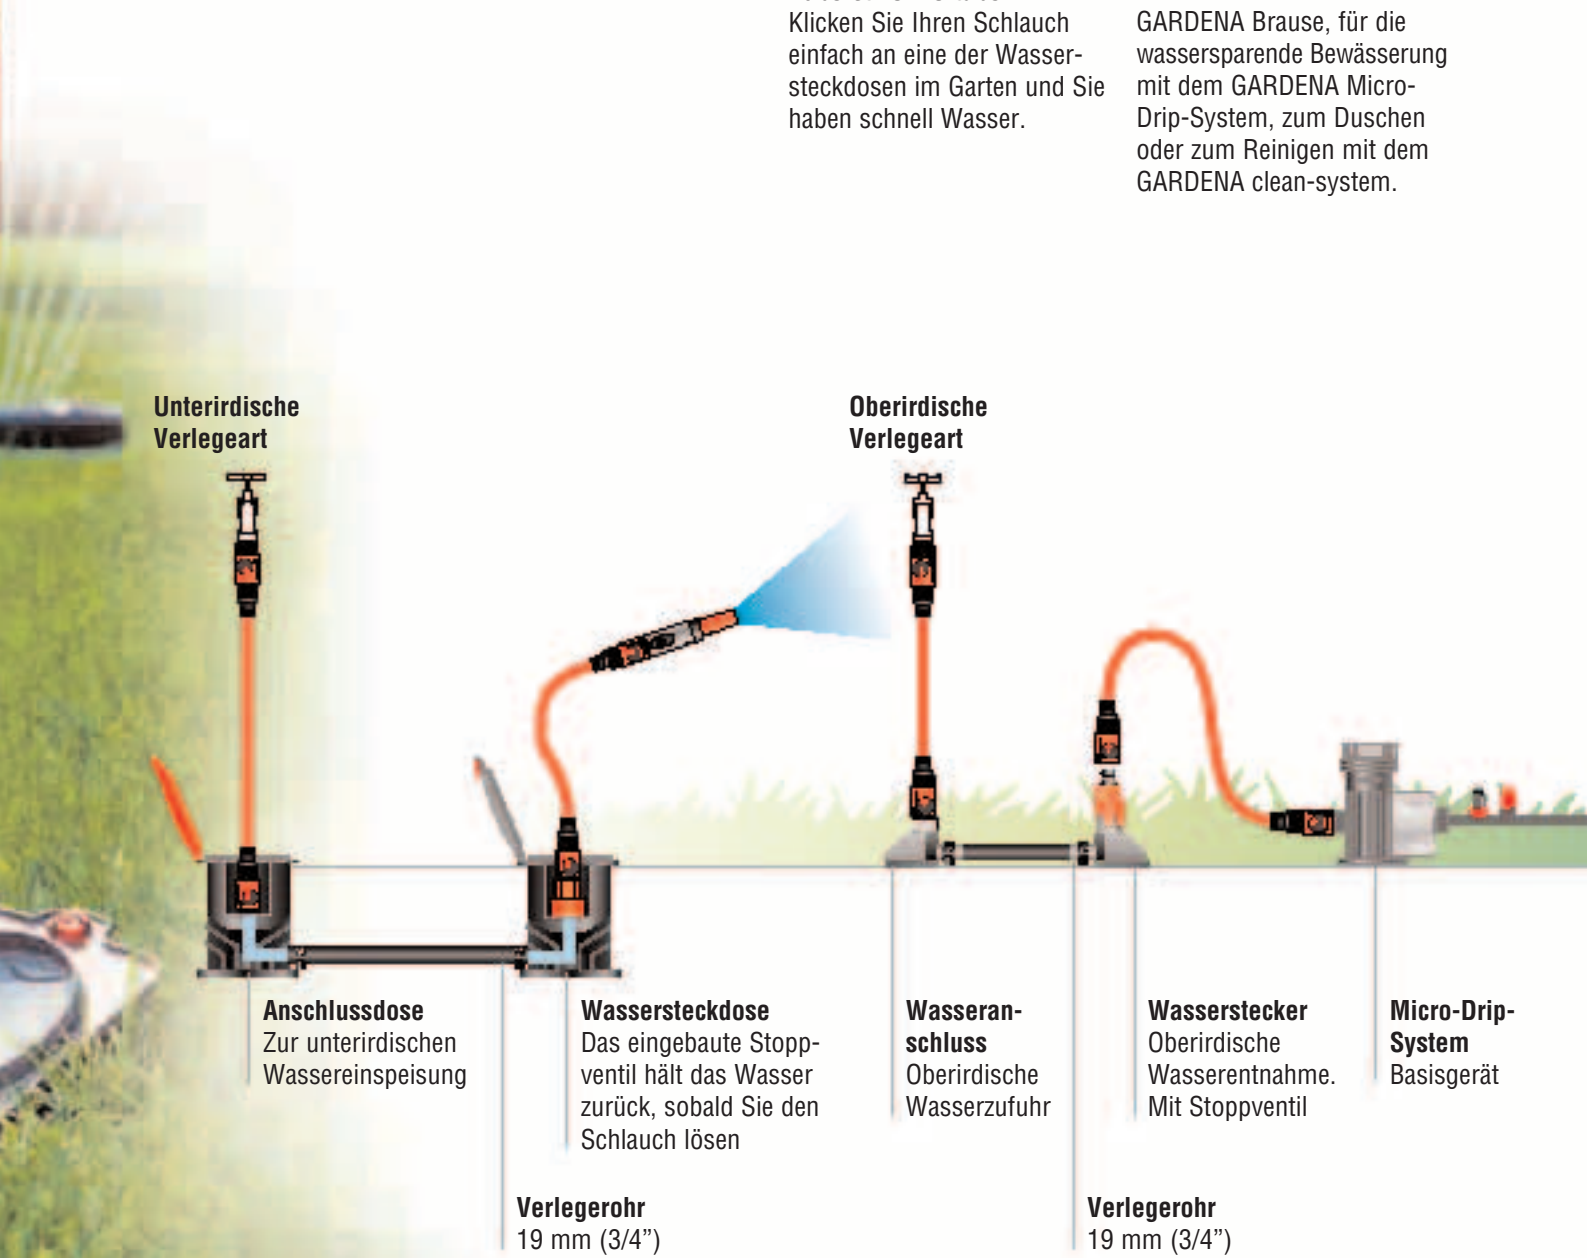 Klicken Sie Ihren Schlauch
einfach an eine der Wasser-
steckdosen im Garten und Sie
haben schnell Wasser.
GARDENA Brause, für die
wassersparende Bewässerung
mit dem GARDENA Micro-
Drip-System, zum Duschen
oder zum Reinigen mit dem
GARDENA clean-system.
Unterirdische
Verlegeart
Oberirdische
Verlegeart
Anschlussdose
Zur unterirdischen
Wassereinspeisung
Wassersteckdose
Das eingebaute Stopp-
ventil hält das Wasser
zurück, sobald Sie den
Schlauch lösen
Wasseran-
schluss
Oberirdische
Wasserzufuhr
Wasserstecker
Oberirdische
Wasserentnahme.
Mit Stoppventil
Micro-Drip-
System
Basisgerät
Verlegerohr
19 mm (3/4”)
Verlegerohr
19 mm (3/4”)